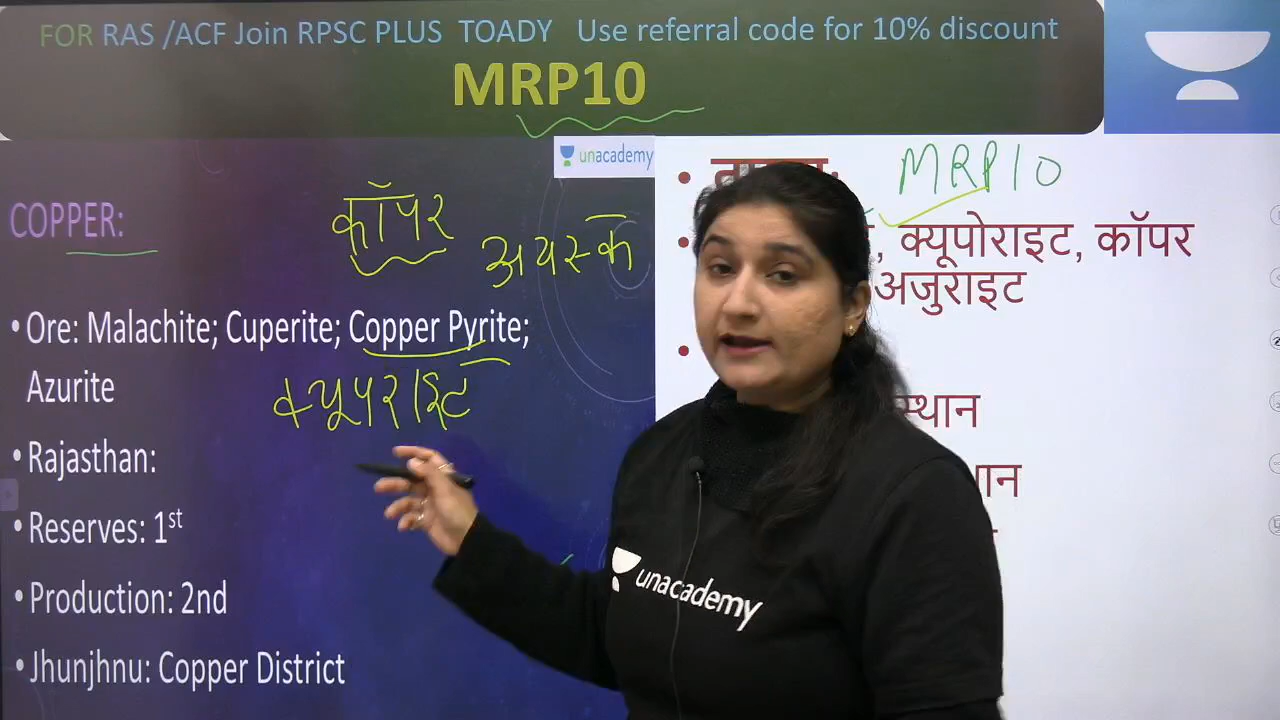 FOR RAS /ACF Join RPSC PLUS TOADY Use referral code for 10% discount
MRP10
unacademy
COPPER:
कॉपर
अयस्क
• Ore: Malachite; Cuperite; Copper Pyrite;
Azurite
क्यूपराइट
• Rajasthan:
• Reserves: 1st
• Production: 2nd
• Jhunjhnu: Copper District
MRP10
, क्यूपोराइट, कॉपर
अजुराइट
unacademy